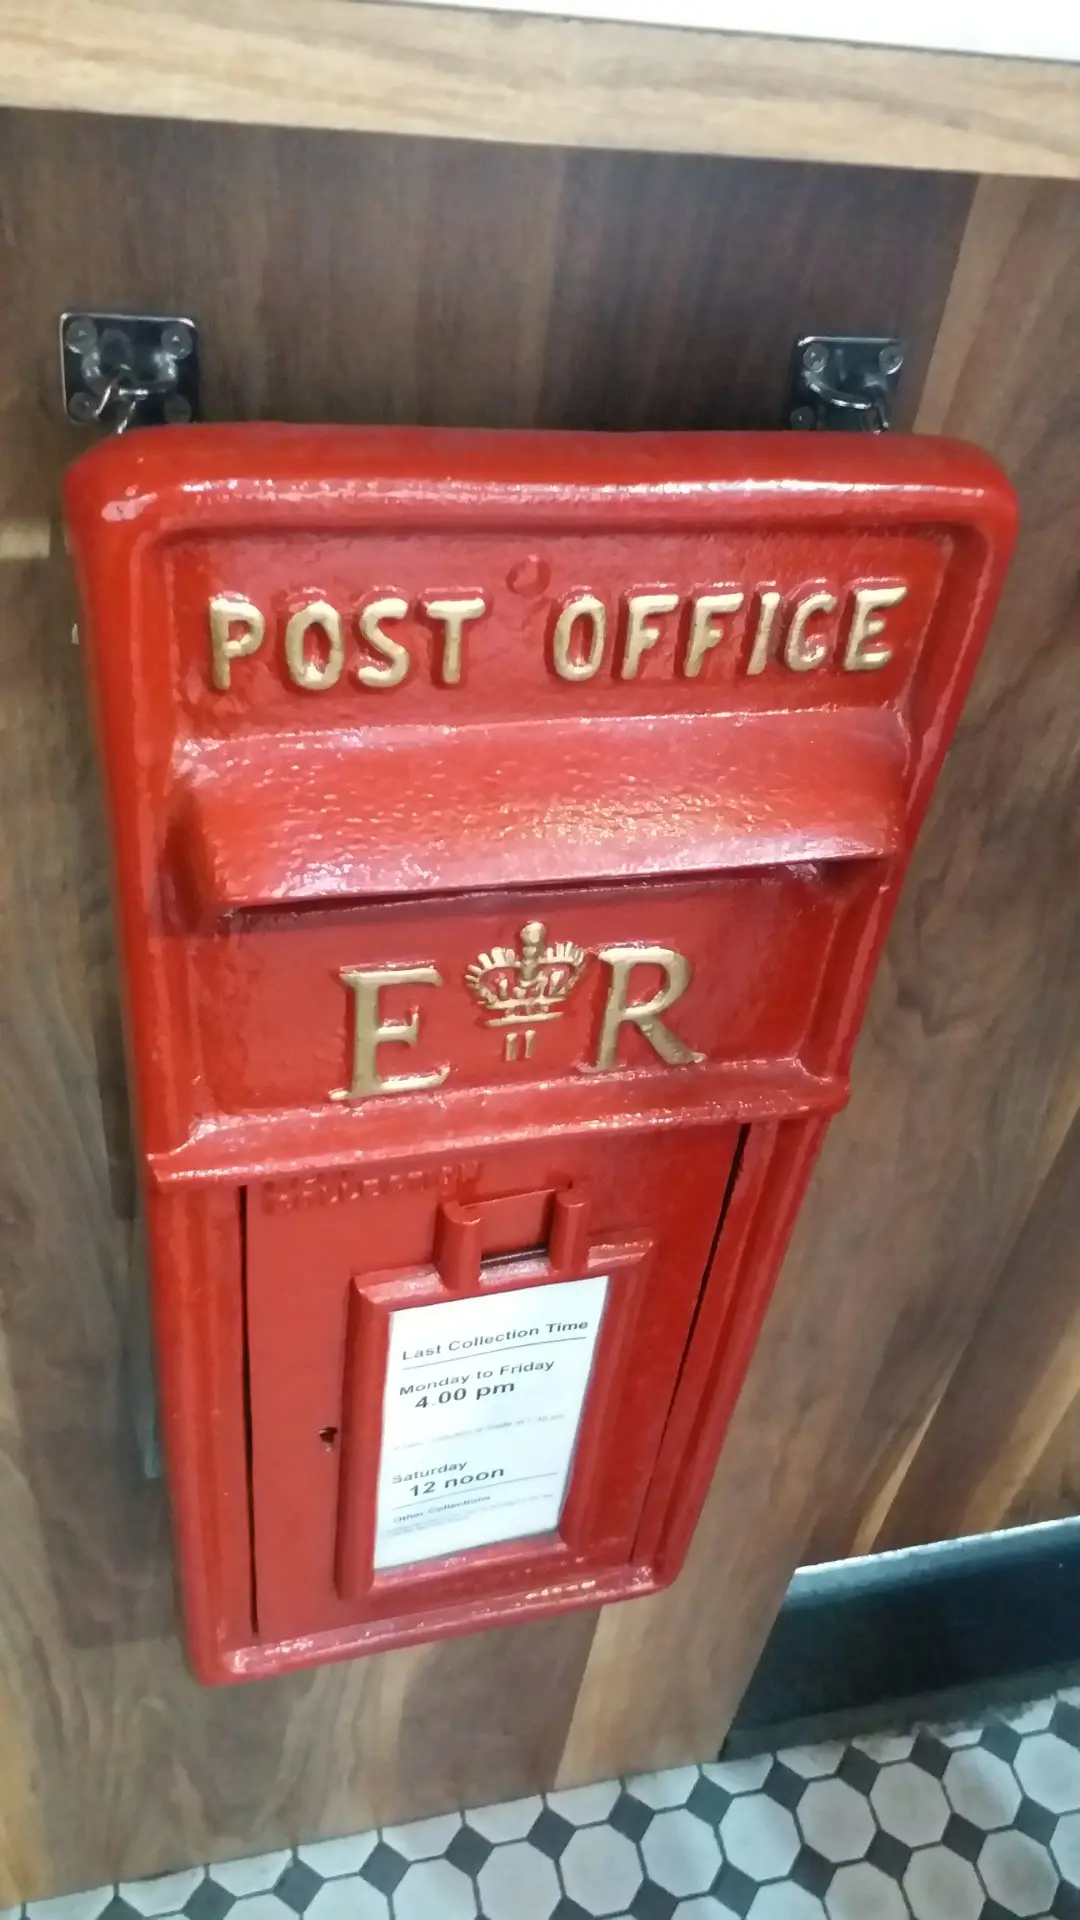 POST OFFICE
E II R
Last Collection Time
Monday to Friday
4.00 pm
Saturday
12 noon
Other Collections